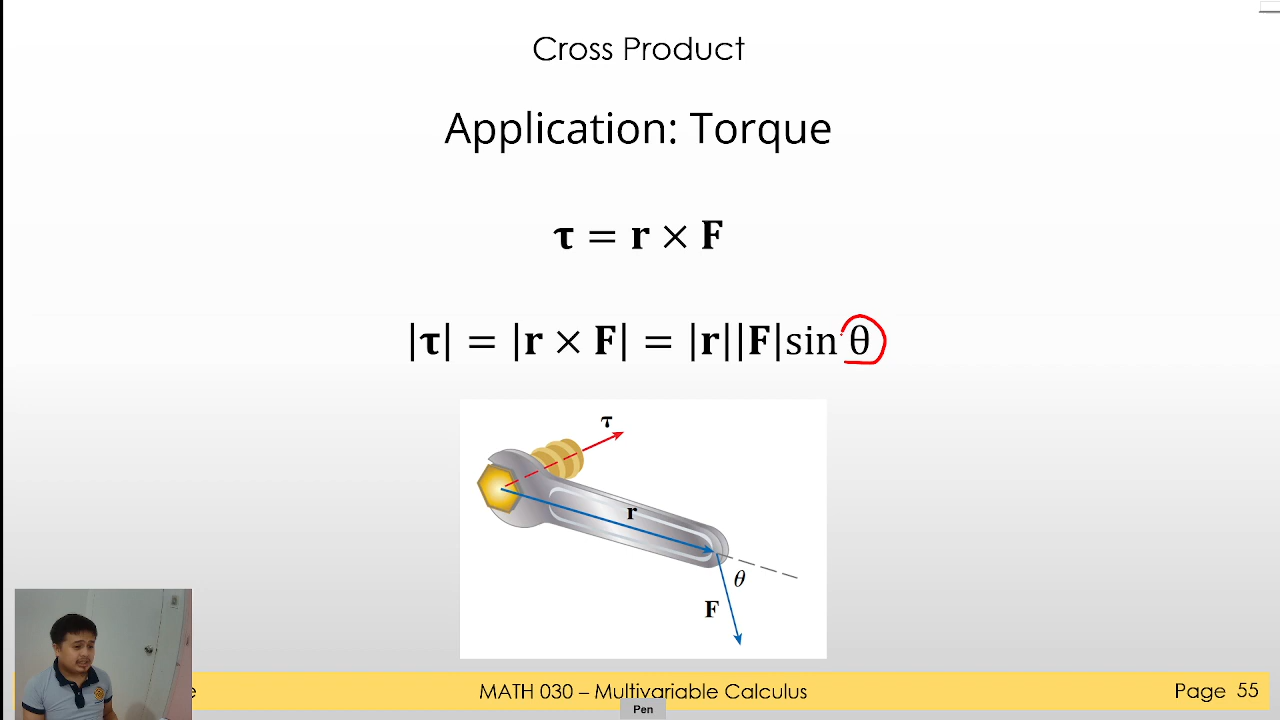 Cross Product
Application: Torque
𝛕 = 𝐫 × 𝐅
|𝛕| = |𝐫 × 𝐅| = |𝐫||𝐅|sin θ
τ
r
θ
F
e
MATH 030 – Multivariable Calculus
Page 55
Pen